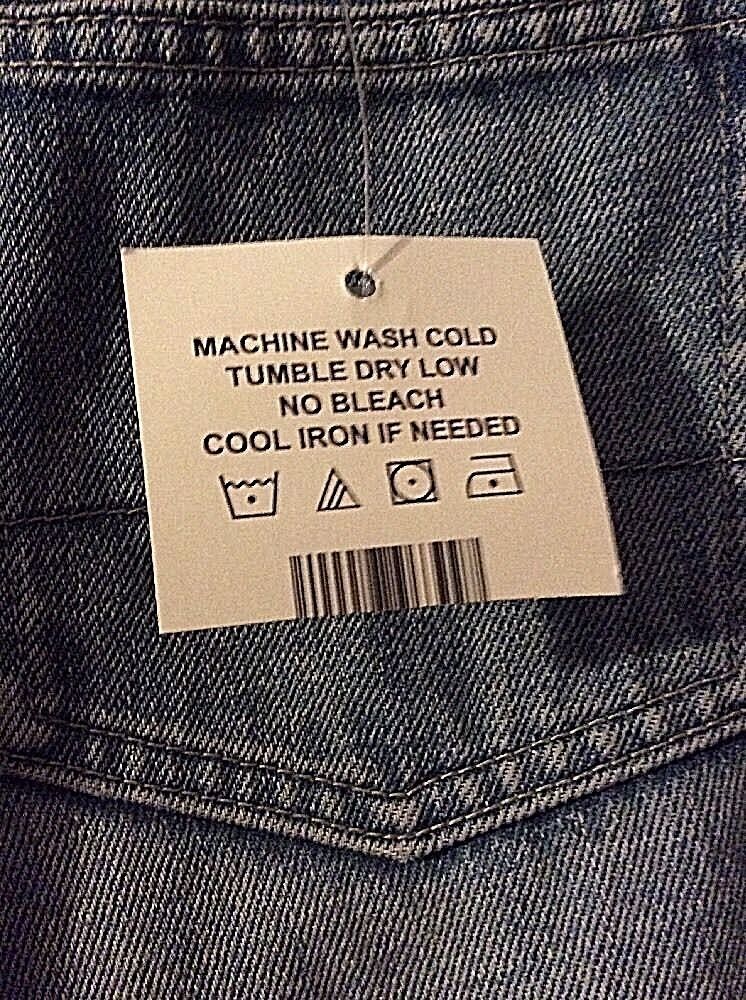 MACHINE WASH COLD
TUMBLE DRY LOW
NO BLEACH
COOL IRON IF NEEDED